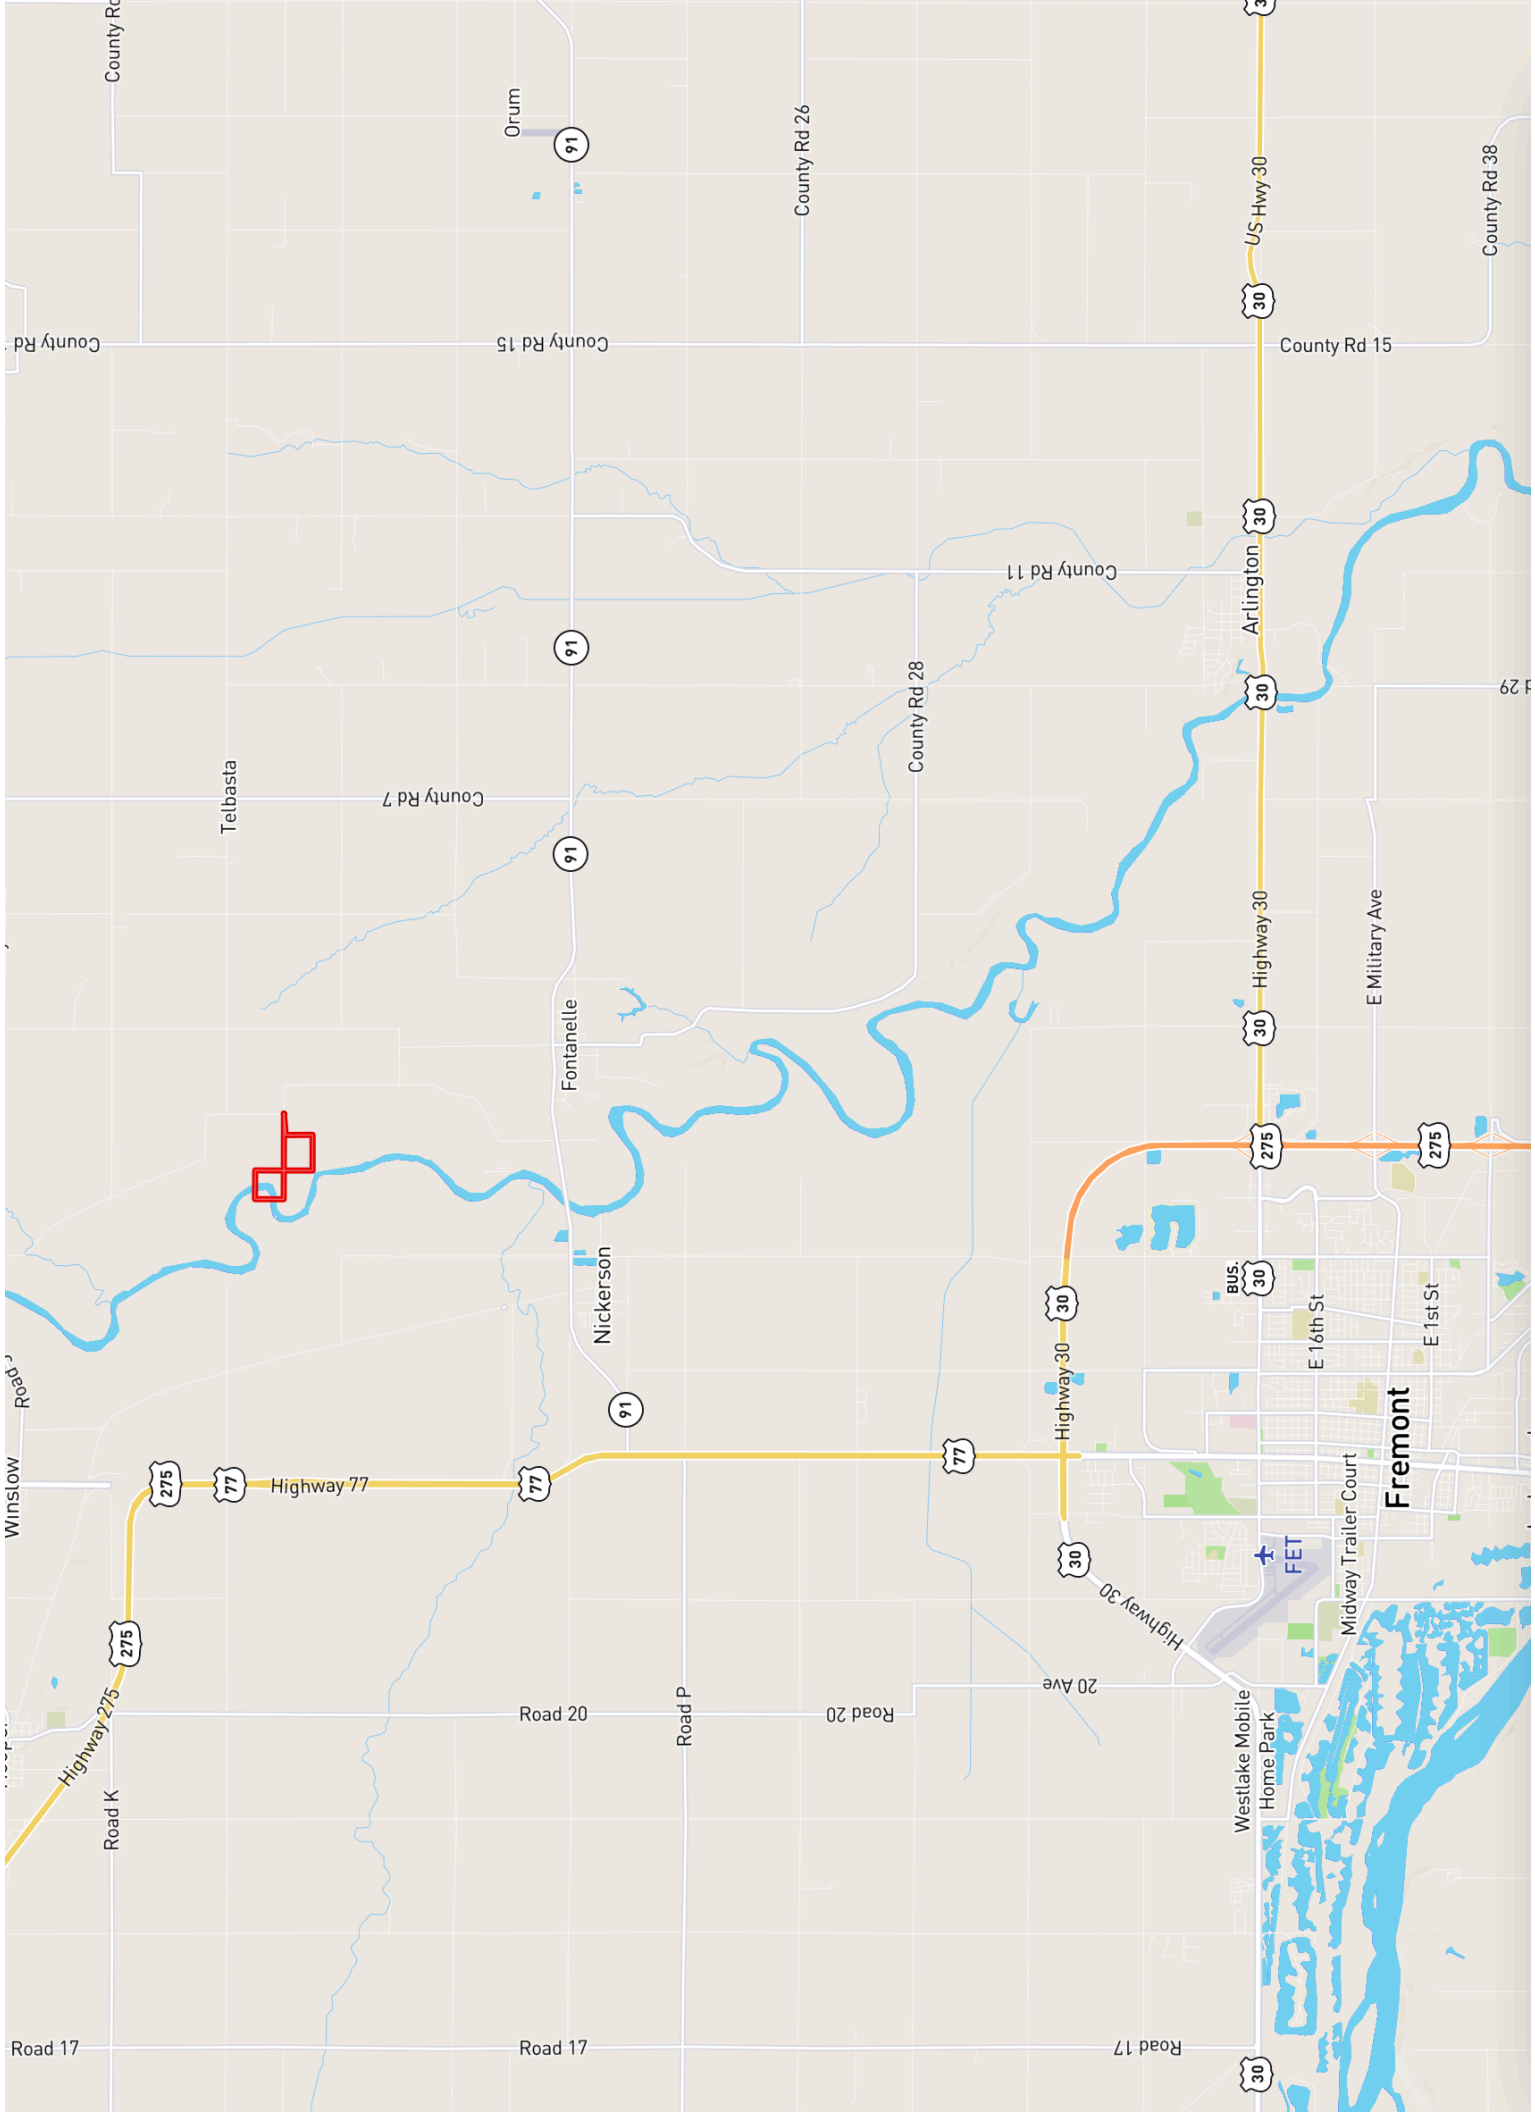 County Rd
Orum
91
County Rd 26
30
US Hwy 30
County Rd 38
30
County Rd
County Rd 15
County Rd 15
30
County Rd 11
Arlington
91
County Rd 28
30
Telbasta
County Rd 7
91
Highway 30
E Military Ave
30
Fontanelle
275
275
Nickerson
BUS.
30
30
E 16th St
E 1st St
Highway 30
91
Road
Winslow
275
77
Highway 77
77
77
Fremont
Midway Trailer Court
FET
30
Highway 30
275
Highway 275
20 Ave
Road 20
Road P
Road 20
Westlake Mobile
Home Park
Road K
Road 17
Road 17
Road 17
30